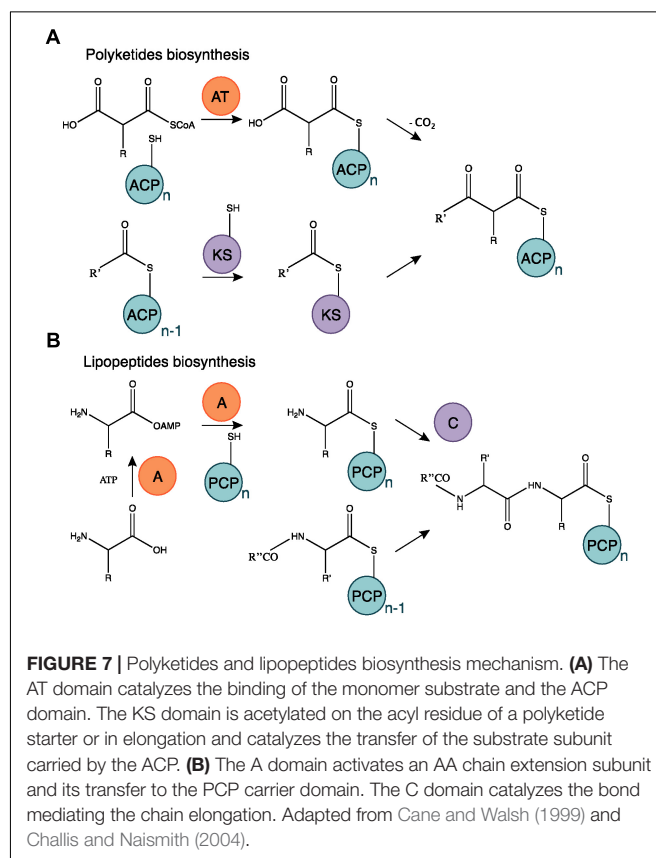 A
Polyketides biosynthesis
O O
HO SCoA
R
SH
ACP n
AT
O O
HO S
R
ACP n
- CO2
O
R' S
ACP n-1
SH
KS
O
R' S
KS
O O
R' S
R
ACP n
B
Lipopeptides biosynthesis
O
H2N OAMP
R
A
SH
PCP n
O
H2N S
R
PCP n
C
ATP A
O
H2N OH
R
O
HN S
R''CO R'
PCP n-1
R' O
R''CO HN S
N H O R
PCP n
FIGURE 7 | Polyketides and lipopeptides biosynthesis mechanism. (A) The
AT domain catalyzes the binding of the monomer substrate and the ACP
domain. The KS domain is acetylated on the acyl residue of a polyketide
starter or in elongation and catalyzes the transfer of the substrate subunit
carried by the ACP. (B) The A domain activates an AA chain extension subunit
and its transfer to the PCP carrier domain. The C domain catalyzes the bond
mediating the chain elongation. Adapted from Cane and Walsh (1999) and
Challis and Naismith (2004).